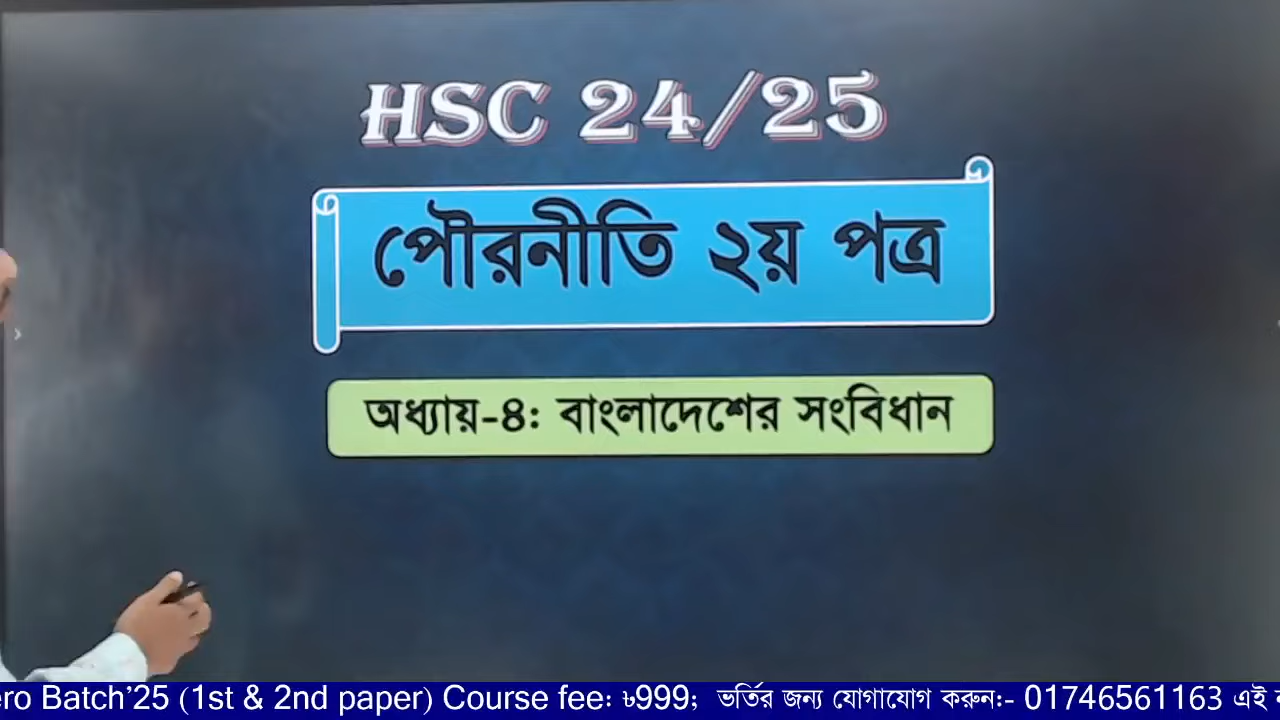 HSC 24/25
পৌরনীতি ২য় পত্র
অধ্যায়-৪: বাংলাদেশের সংবিধান
Batch’25 (1st & 2nd paper) Course fee: ৳999; ভর্তির জন্য যোগাযোগ করুন:- 01746561163 এই